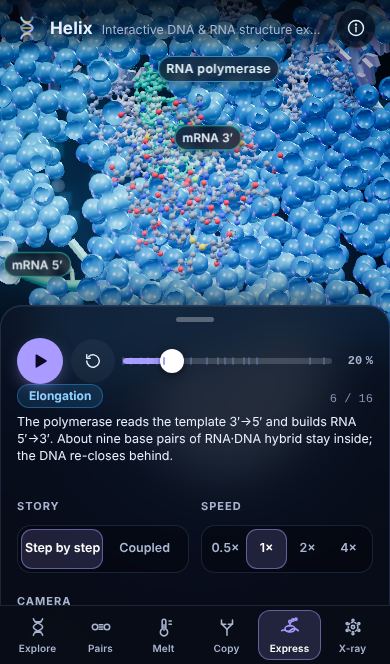 Helix Interactive DNA & RNA structure ex...
RNA polymerase
mRNA 3′
mRNA 5′
20 %
Elongation
6 / 16
The polymerase reads the template 3′→5′ and builds RNA
5′→3′. About nine base pairs of RNA·DNA hybrid stay inside;
the DNA re-closes behind.
STORY
SPEED
Step by step Coupled
0.5× 1× 2× 4×
CAMERA
Explore Pairs Melt Copy Express X-ray